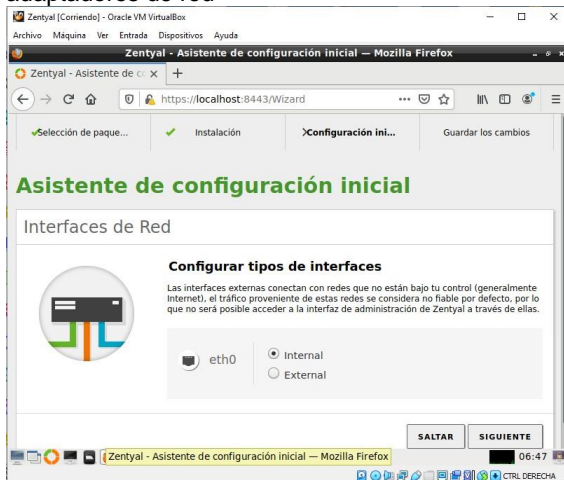 adaptadores de red
Zentyal [Corriendo] - Oracle VM VirtualBox
Archivo Máquina Ver Entrada Dispositivos Ayuda
Zentyal - Asistente de configuración inicial — Mozilla Firefox
Zentyal - Asistente de co
https://localhost:8443/Wizard
Selección de paque... Instalación Configuración ini... Guardar los cambios
Asistente de configuración inicial
Interfaces de Red
Configurar tipos de interfaces
Las interfaces externas conectan con redes que no están bajo tu control (generalmente
Internet), el tráfico proveniente de estas redes se considera no fiable por defecto, por lo
que no será posible acceder a la interfaz de administración de Zentyal a través de ellas.
eth0
Internal
External
SALTAR SIGUIENTE
Zentyal - Asistente de configuración inicial — Mozilla Firefox
06:47
CTRL DERECHA